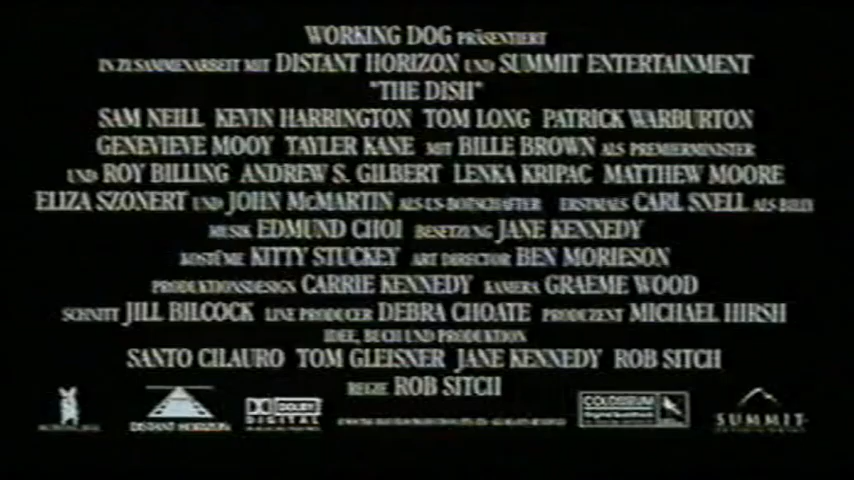 WORKING DOG PRÄSENTIERT
IN ZUSAMMENARBEIT MIT DISTANT HORIZON UND SUMMIT ENTERTAINMENT
"THE DISH"
SAM NEILL KEVIN HARRINGTON TOM LONG PATRICK WARBURTON
GENEVIEVE MOOY TAYLER KANE MIT BILLE BROWN ALS PREMIERMINISTER
UND ROY BILLING ANDREW S. GILBERT LENKA KRIPAC MATTHEW MOORE
ELIZA SZONERT UND JOHN McMARTIN ALS US-BOTSCHAFTER ERSTMALS CARL SNELL ALS BILLY
MUSIK EDMUND CHOI BESETZUNG JANE KENNEDY
KOSTÜME KITTY STUCKEY ART DIRECTOR BEN MORIESON
PRODUKTIONSDESIGN CARRIE KENNEDY KAMERA GRAEME WOOD
SCHNITT JILL BILCOCK LINE PRODUCER DEBRA CHOATE PRODUZENT MICHAEL HIRSH
IDEE, BUCH UND PRODUKTION
SANTO CILAURO TOM GLEISNER JANE KENNEDY ROB SITCH
REGIE ROB SITCH
DISTANT HORIZON
DOLBY
DIGITAL
COLOSSEUM
SUMMIT